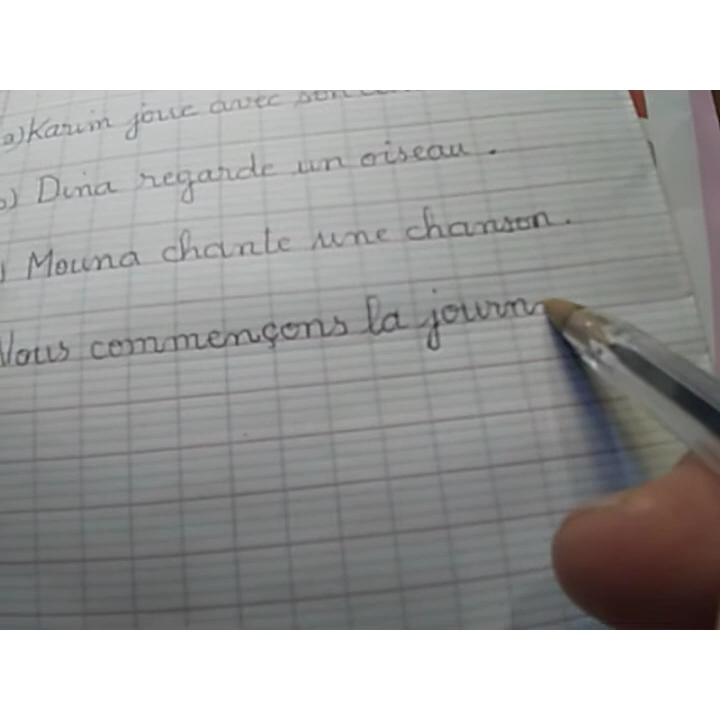 a) Karim joue avec son
b) Dina regarde un oiseau.
) Mouna chante une chanson.
Nous commençons la journ